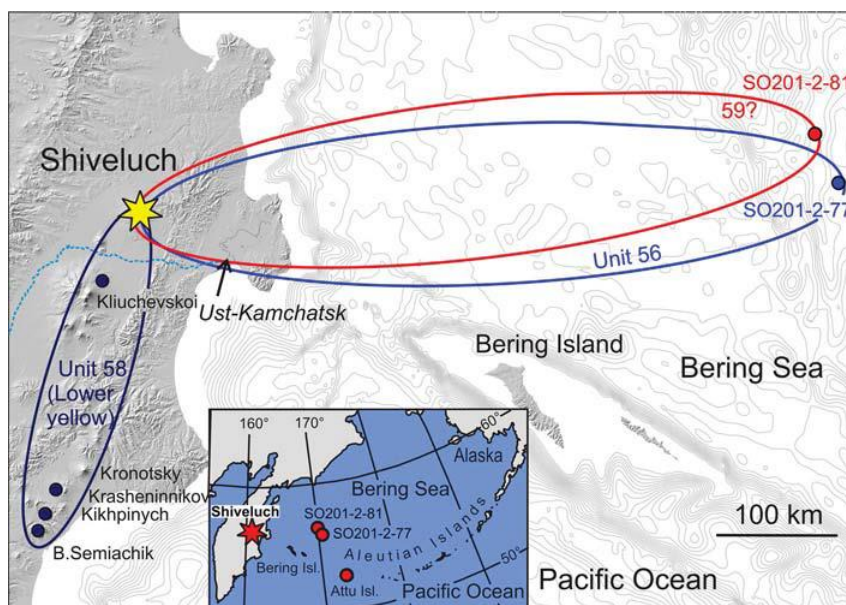 SO201-2-81
59?
Shiveluch
SO201-2-77
Unit 56
Kliuchevskoi
Ust-Kamchatsk
Unit 58
(Lower
yellow)
Bering Island
Bering Sea
Kronotsky
Krasheninnikov
Kikhpinych
B.Semiachik
160°
170°
60°
Alaska
Bering Sea
SO201-2-81
Shiveluch
SO201-2-77
Aleutian Islands
Bering Isl.
50°
Attu Isl.
Pacific Ocean
100 km
Pacific Ocean